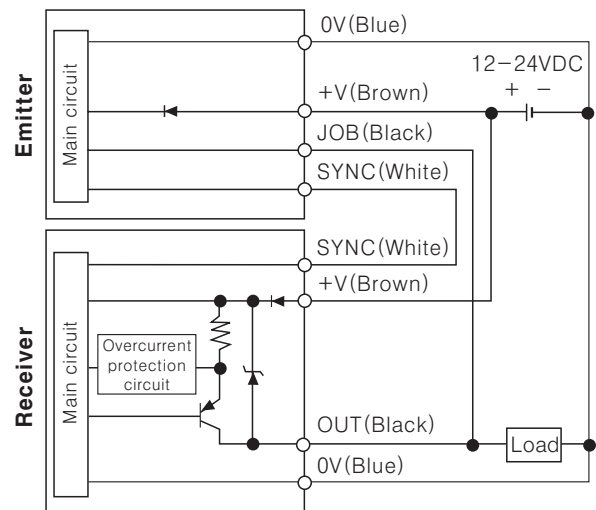 Emitter
Main circuit
0V(Blue)
12-24VDC
+ -
+V(Brown)
JOB(Black)
SYNC(White)
Receiver
Main circuit
SYNC(White)
+V(Brown)
Overcurrent
protection
circuit
OUT(Black)
Load
0V(Blue)